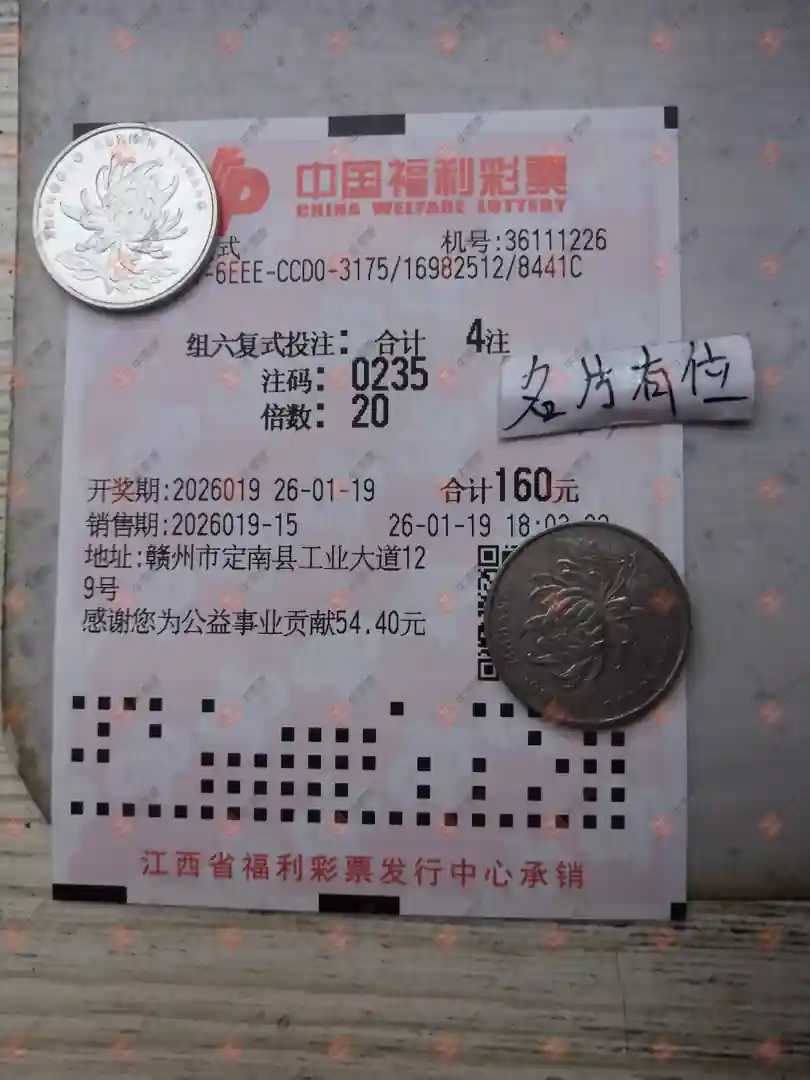 中国福利彩票
CHINA WELFARE LOTTERY
式 机号:36111226
-6EEE-CCD0-3175/16982512/8441C
组六复式投注: 合计 4注
注码: 0235
倍数: 20
名片有位
开奖期:2026019 26-01-19 合计160元
销售期:2026019-15 26-01-19 18:03
地址:赣州市定南县工业大道12
9号
感谢您为公益事业贡献54.40元
江西省福利彩票发行中心承销